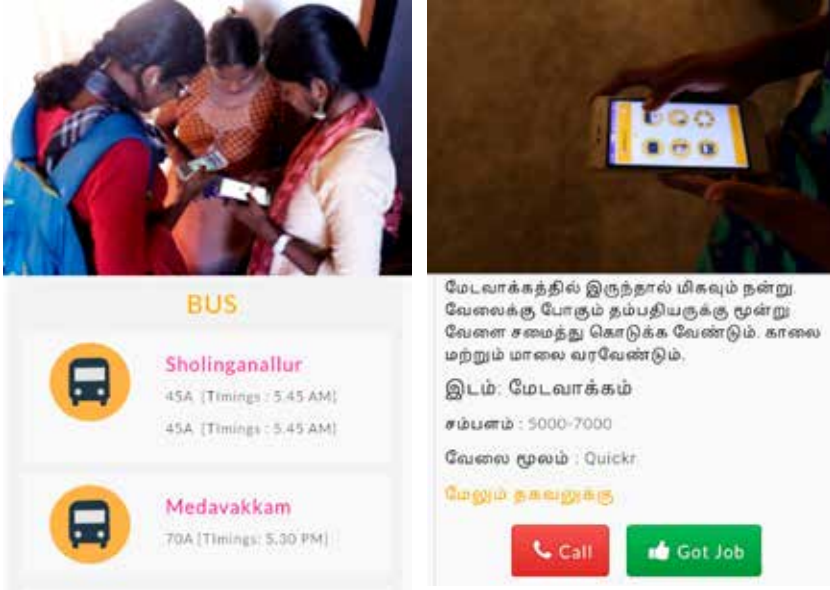 BUS
Sholinganallur
45A [Timings : 5.45 AM]
45A [Timings : 5.45 AM]
Medavakkam
70A [Timings: 5.30 PM]
மேடவாக்கத்தில் இருந்தால் மிகவும் நன்று.
வேலைக்கு போகும் தம்பதியருக்கு மூன்று
வேளை சமைத்து கொடுக்க வேண்டும். காலை
மற்றும் மாலை வரவேண்டும்.
இடம்: மேடவாக்கம்
சம்பளம் : 5000-7000
வேலை மூலம் : Quickr
மேலும் தகவலுக்கு
Call
Got Job